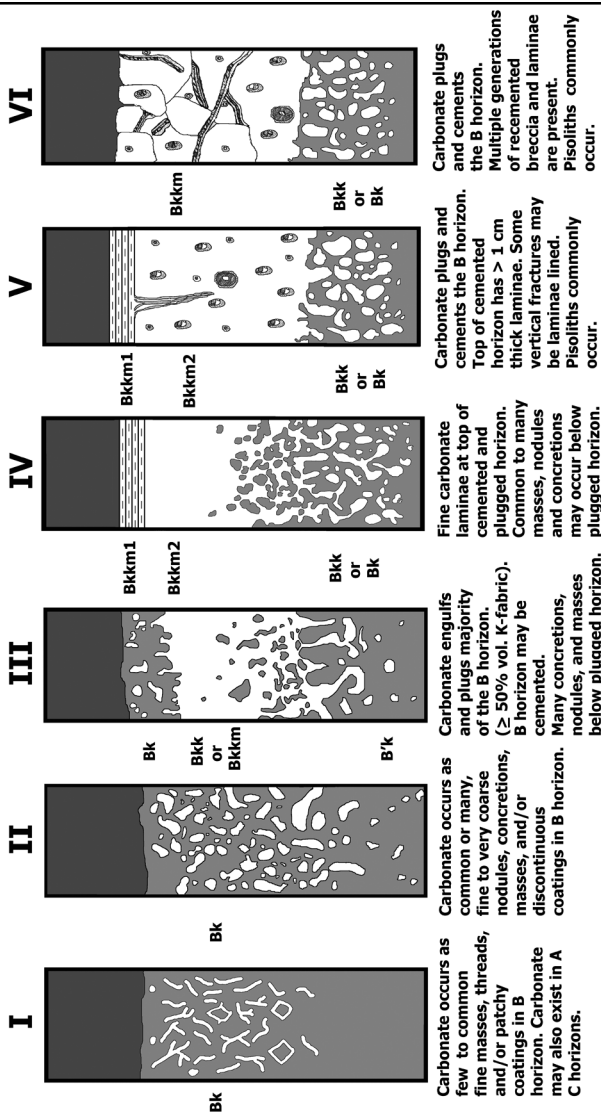 I
Bk
Carbonate occurs as
few to common
fine masses, threads,
and/or patchy
coatings in B
horizon. Carbonate
may also exist in A
C horizons.
II
Bk
Carbonate occurs as
common or many,
fine to very coarse
nodules, concretions,
masses, and/or
discontinuous
coatings in B horizon.
III
Bk
Bkk
or
Bkkm
B'k
Carbonate engulfs
and plugs majority
of the B horizon.
(≥ 50% vol. K-fabric).
B horizon may be
cemented.
Many concretions,
nodules, and masses
below plugged horizon.
IV
Bkkm1
Bkkm2
Bkk
or
Bk
Fine carbonate
laminae at top of
cemented and
plugged horizon.
Common to many
masses, nodules
and concretions
may occur below
plugged horizon.
V
Bkkm1
Bkkm2
Bkk
or
Bk
Carbonate plugs and
cements the B horizon.
Top of cemented
horizon has > 1 cm
thick laminae. Some
vertical fractures may
be laminae lined.
Pisoliths commonly
occur.
VI
Bkkm
Bkk
or
Bk
Carbonate plugs
and cements
the B horizon.
Multiple generations
of recemented
breccia and laminae
are present.
Pisoliths commonly
occur.